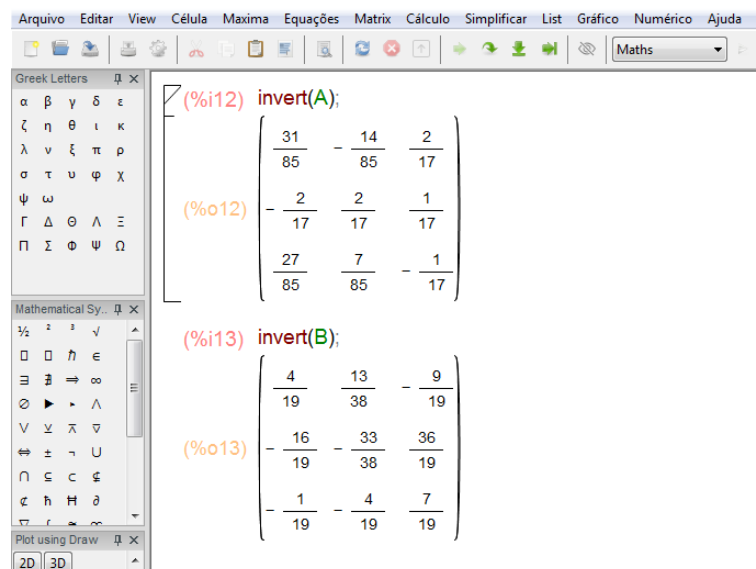 Arquivo Editar View Célula Maxima Equações Matrix Cálculo Simplificar List Gráfico Numérico Ajuda
Maths
Greek Letters
α β γ δ ε
ζ η θ ι κ
λ ν ξ π ρ
σ τ υ φ χ
ψ ω
Γ Δ Θ Λ Ξ
Π Σ Φ Ψ Ω
Mathematical Sy..
½ ² ³ √
ℏ ∈
∃ ∄ ⇒ ∞
∅ ▶ ▸ ⋀
⋁ ⊻ ⊼ ⊽
⇔ ± ¬ ⋃
⋂ ⊆ ⊂ ⊈
⊄ ħ Ħ ∂
Plot using Draw
2D 3D
(%i12) invert(A);
(%o12)
31/85 - 14/85 2/17
- 2/17 2/17 1/17
27/85 7/85 - 1/17
(%i13) invert(B);
(%o13)
4/19 13/38 - 9/19
- 16/19 - 33/38 36/19
- 1/19 - 4/19 7/19